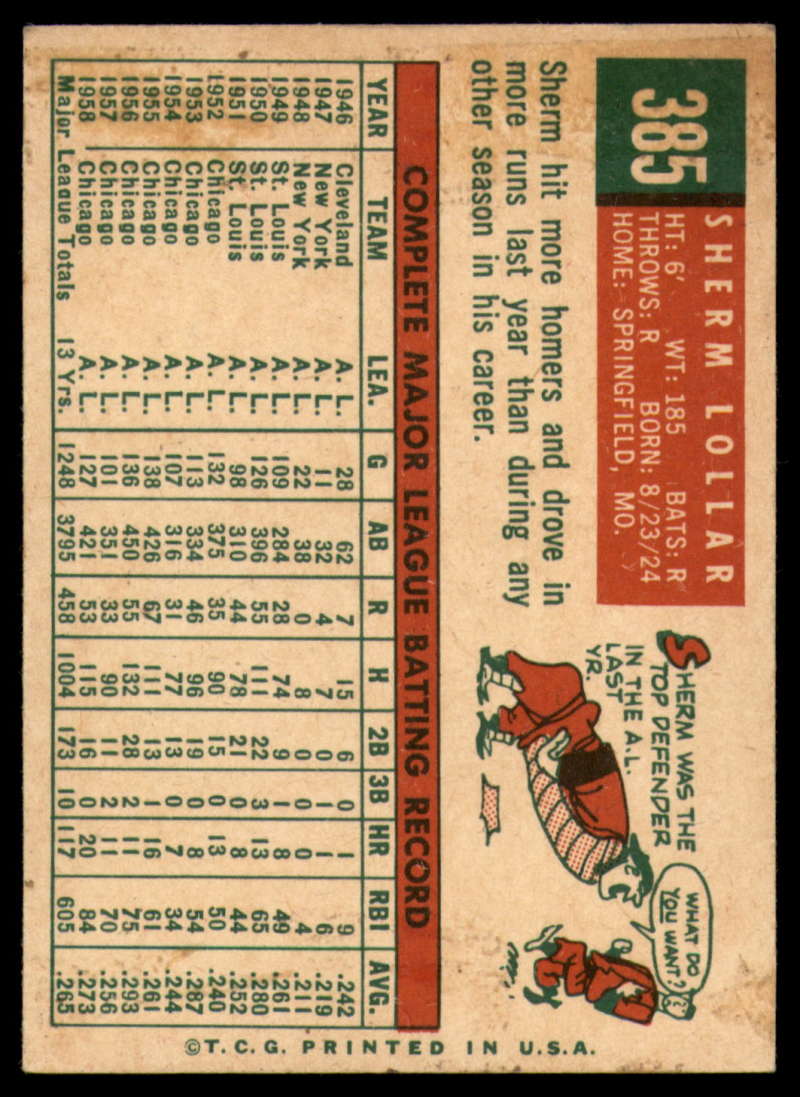 385
SHERM LOLLAR
HT: 6' WT: 185 BATS: R
THROWS: R BORN: 8/23/24
HOME: SPRINGFIELD, MO.
Sherm hit more homers and drove in
more runs last year than during any
other season in his career.
SHERM WAS THE
TOP DEFENDER
IN THE A.L.
LAST
YR.
WHAT DO
YOU WANT?
COMPLETE MAJOR LEAGUE BATTING RECORD
YEAR TEAM LEA. G AB R H 2B 3B HR RBI AVG.
1946 Cleveland A. L. 28 62 7 15 6 0 1 9 .242
1947 New York A. L. 11 32 4 7 0 1 1 6 .219
1948 New York A. L. 22 38 0 8 0 0 0 4 .211
1949 St. Louis A. L. 109 284 28 74 9 1 8 49 .261
1950 St. Louis A. L. 126 396 55 111 22 3 13 65 .280
1951 St. Louis A. L. 98 310 44 78 21 0 8 44 .252
1952 Chicago A. L. 132 375 35 90 15 0 13 50 .240
1953 Chicago A. L. 113 334 46 96 19 0 8 54 .287
1954 Chicago A. L. 107 316 31 77 13 0 7 34 .244
1955 Chicago A. L. 138 426 67 111 13 1 16 61 .261
1956 Chicago A. L. 136 450 55 132 28 2 11 75 .293
1957 Chicago A. L. 101 351 33 90 11 2 11 70 .256
1958 Chicago A. L. 127 421 53 115 16 0 20 84 .273
Major League Totals 13 Yrs. 1248 3795 458 1004 173 10 117 605 .265
©T.C.G. PRINTED IN U.S.A.